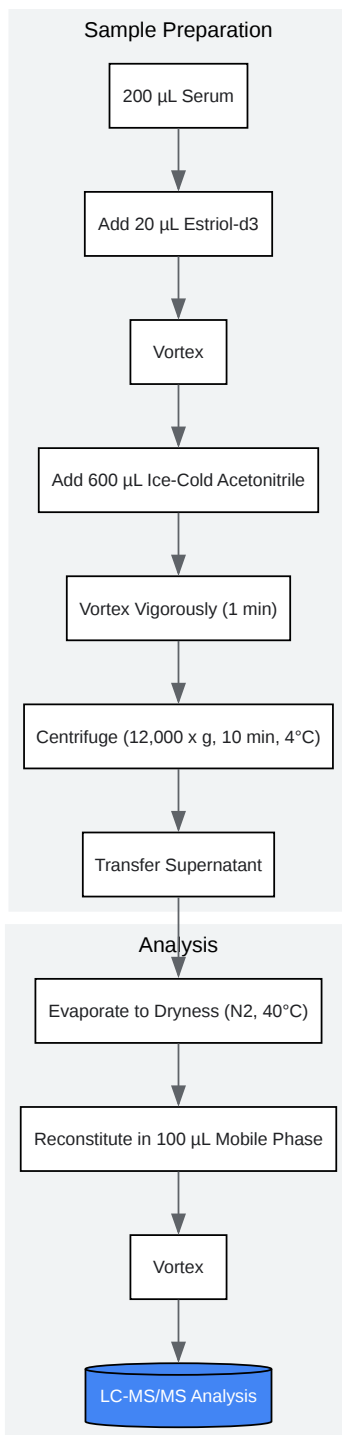 Sample Preparation
200 µL Serum
Add 20 µL Estriol-d3
Vortex
Add 600 µL Ice-Cold Acetonitrile
Vortex Vigorously (1 min)
Centrifuge (12,000 x g, 10 min, 4°C)
Transfer Supernatant
Analysis
Evaporate to Dryness (N2, 40°C)
Reconstitute in 100 µL Mobile Phase
Vortex
LC-MS/MS Analysis